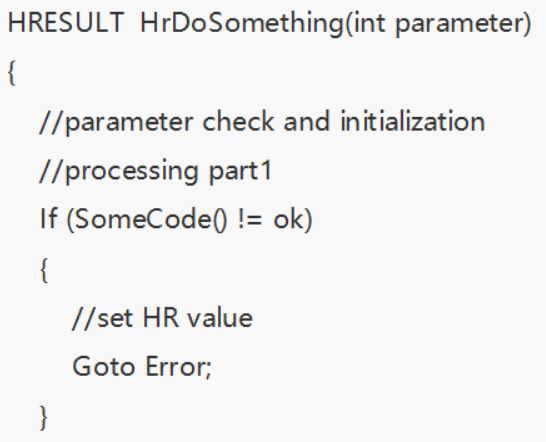 HRESULT  HrDoSomething(int parameter)
{
//parameter check and initialization
//processing part1
If (SomeCode() != ok)
{
//set HR value
Goto Error;
}